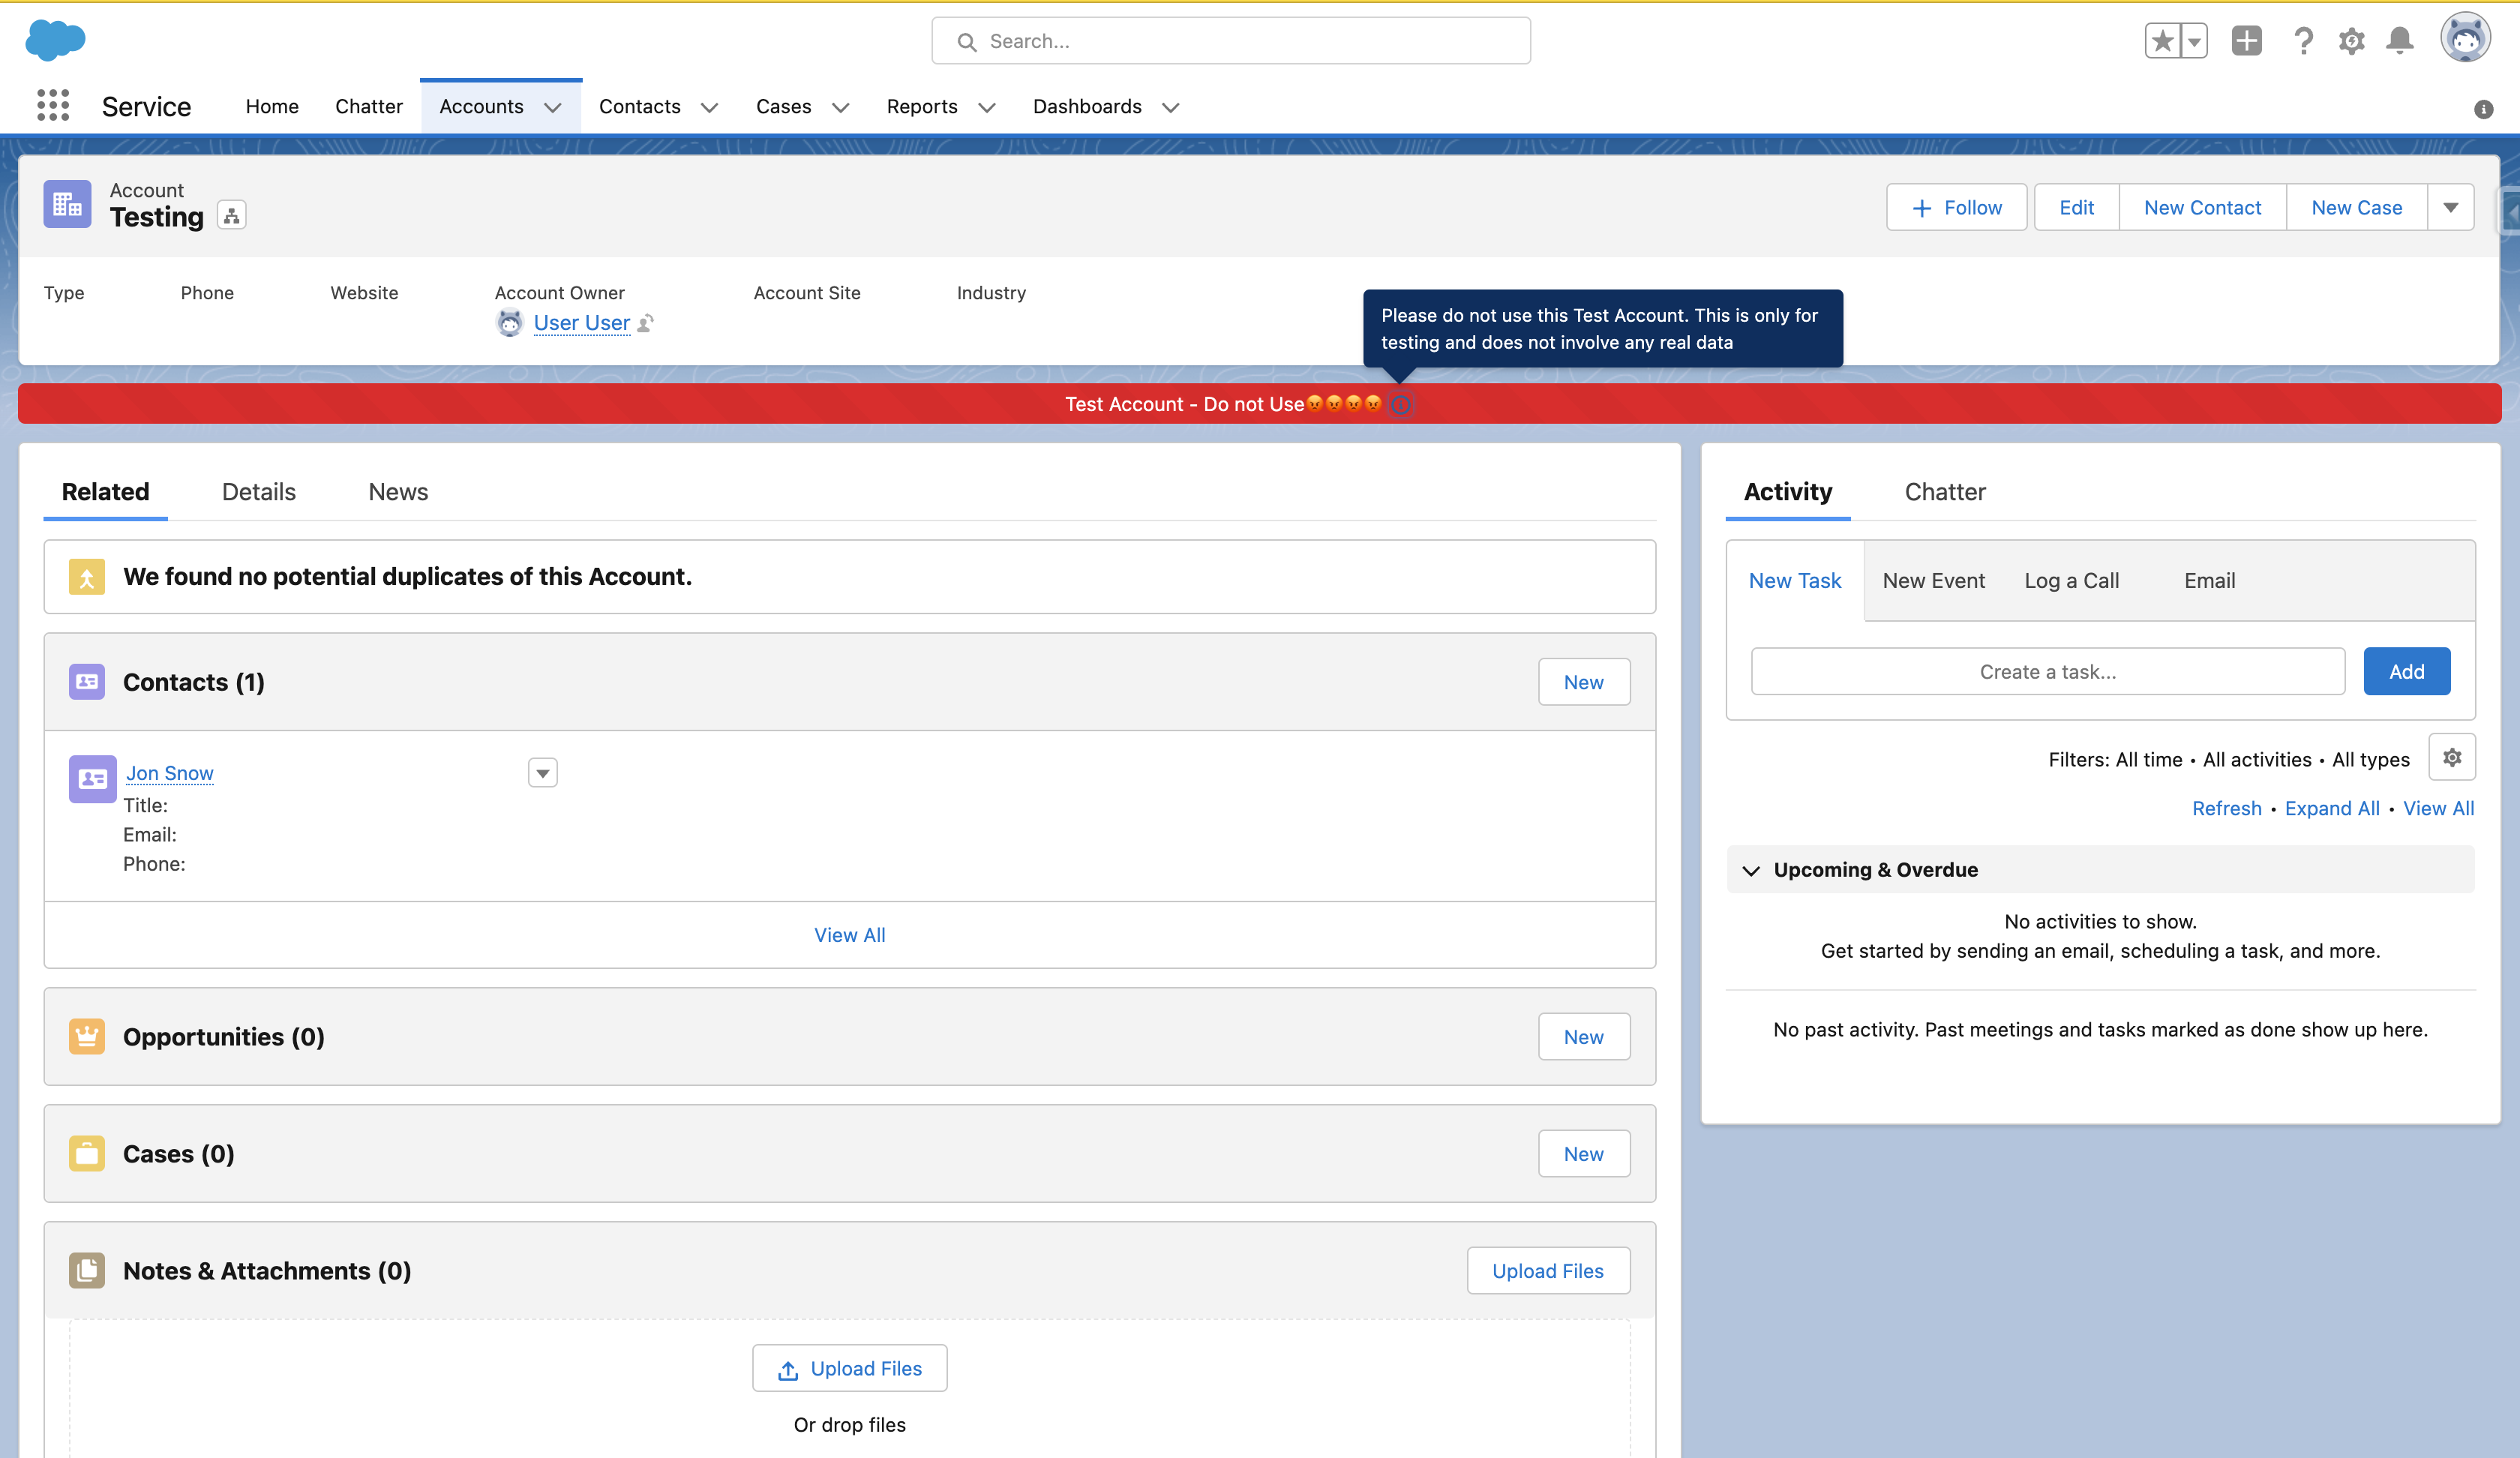 Search...
Service
Home
Chatter
Accounts
Contacts
Cases
Reports
Dashboards
Account
Testing
Follow
Edit
New Contact
New Case
Type
Phone
Website
Account Owner
Account Site
Industry
User User
Please do not use this Test Account. This is only for
testing and does not involve any real data
Test Account - Do not Use😡😡😡😡
Related
Details
News
We found no potential duplicates of this Account.
Contacts (1)
New
Jon Snow
Title:
Email:
Phone:
View All
Opportunities (0)
New
Cases (0)
New
Notes & Attachments (0)
Upload Files
Upload Files
Or drop files
Activity
Chatter
New Task
New Event
Log a Call
Email
Create a task...
Add
Filters: All time • All activities • All types
Refresh • Expand All • View All
Upcoming & Overdue
No activities to show.
Get started by sending an email, scheduling a task, and more.
No past activity. Past meetings and tasks marked as done show up here.